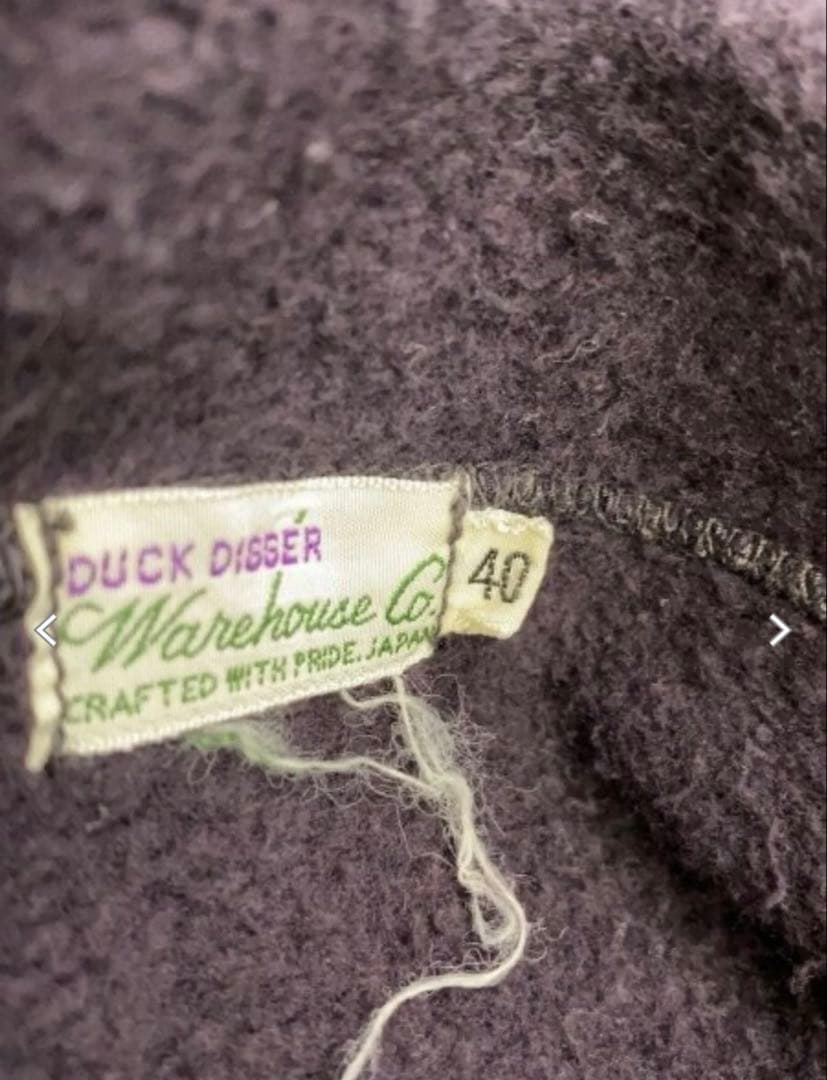 DUCK DIGGER
Warehouse Co.
CRAFTED WITH PRIDE. JAPAN
40